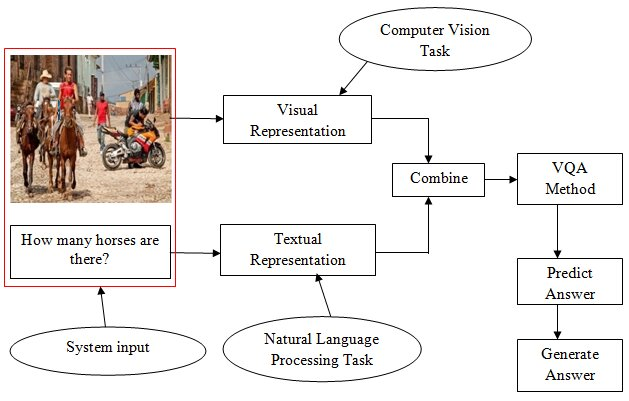 Computer Vision
Task
Visual
Representation
Combine
VQA
Method
How many horses are
there?
Textual
Representation
Predict
Answer
System input
Natural Language
Processing Task
Generate
Answer